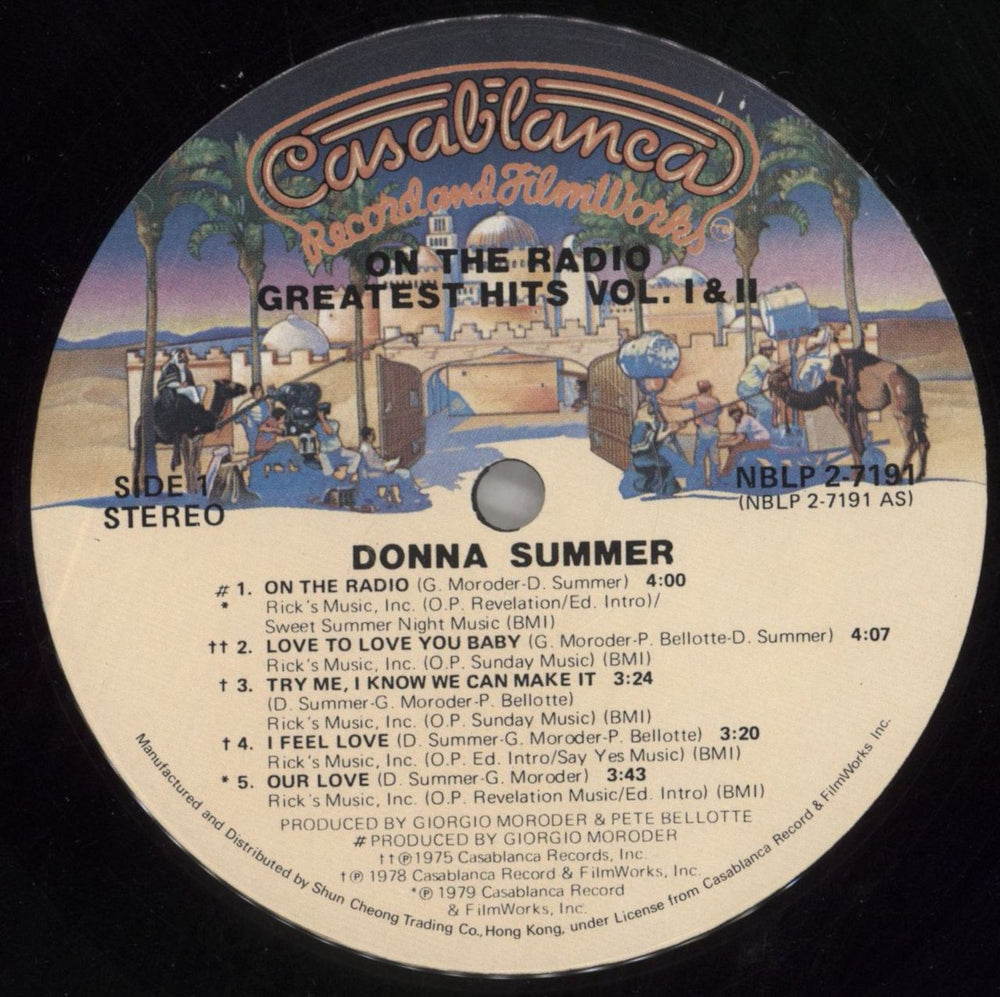 Casablanca
Record and FilmWorks
ON THE RADIO
GREATEST HITS VOL. I & II
SIDE 1
STEREO
NBLP 2-7191
(NBLP 2-7191 AS)
DONNA SUMMER
# 1. ON THE RADIO (G. Moroder-D. Summer) 4:00
* Rick's Music, Inc. (O.P. Revelation/Ed. Intro)/
Sweet Summer Night Music (BMI)
†† 2. LOVE TO LOVE YOU BABY (G. Moroder-P. Bellotte-D. Summer) 4:07
Rick's Music, Inc. (O.P. Sunday Music) (BMI)
† 3. TRY ME, I KNOW WE CAN MAKE IT 3:24
(D. Summer-G. Moroder-P. Bellotte)
Rick's Music, Inc. (O.P. Sunday Music) (BMI)
† 4. I FEEL LOVE (D. Summer-G. Moroder-P. Bellotte) 3:20
Rick's Music, Inc. (O.P. Ed. Intro/Say Yes Music) (BMI)
* 5. OUR LOVE (D. Summer-G. Moroder) 3:43
Rick's Music, Inc. (O.P. Revelation Music/Ed. Intro) (BMI)
PRODUCED BY GIORGIO MORODER & PETE BELLOTTE
# PRODUCED BY GIORGIO MORODER
††℗1975 Casablanca Records, Inc.
†℗ 1978 Casablanca Record & FilmWorks, Inc.
*℗ 1979 Casablanca Record
& FilmWorks, Inc.
Manufactured and Distributed by Shun Cheong Trading Co., Hong Kong, under License from Casablanca Record & FilmWorks Inc.